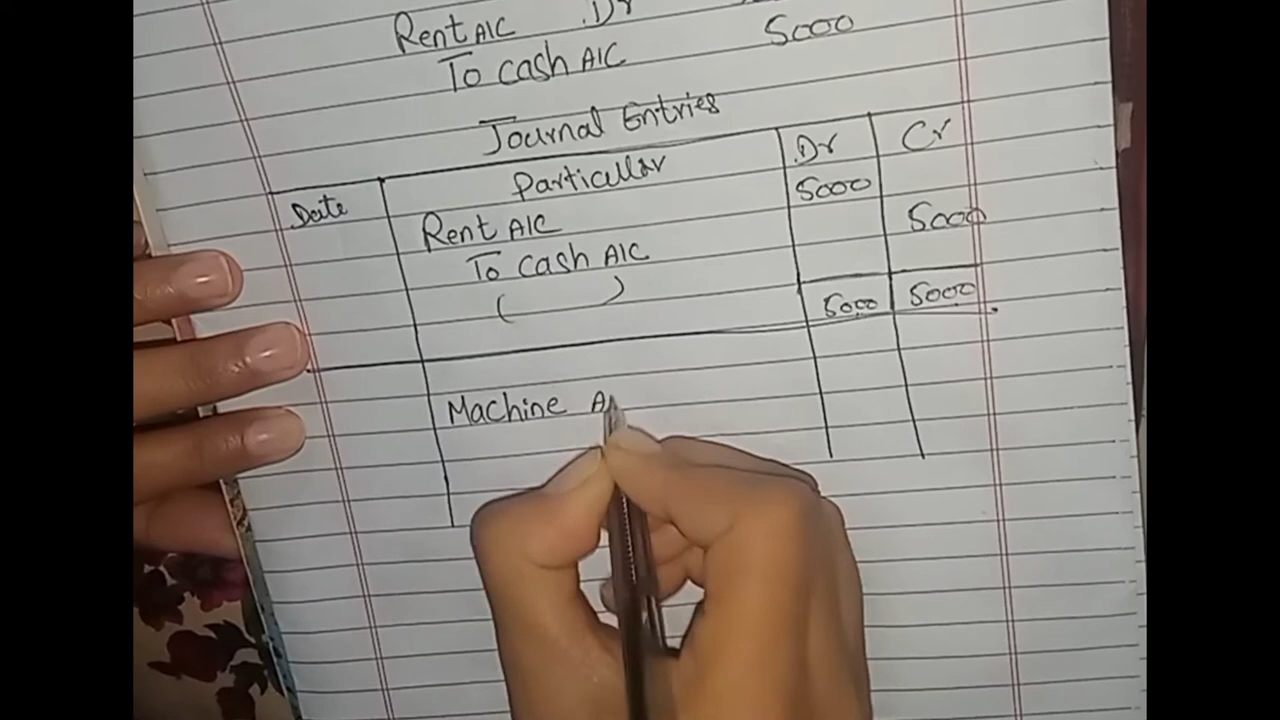 Rent A/C .Dr
5000
To cash A/C
Journal Entries
Date Particular .Dr Cr
Rent A/C 5000
To cash A/C 5000
( )
5000 5000
Machine A